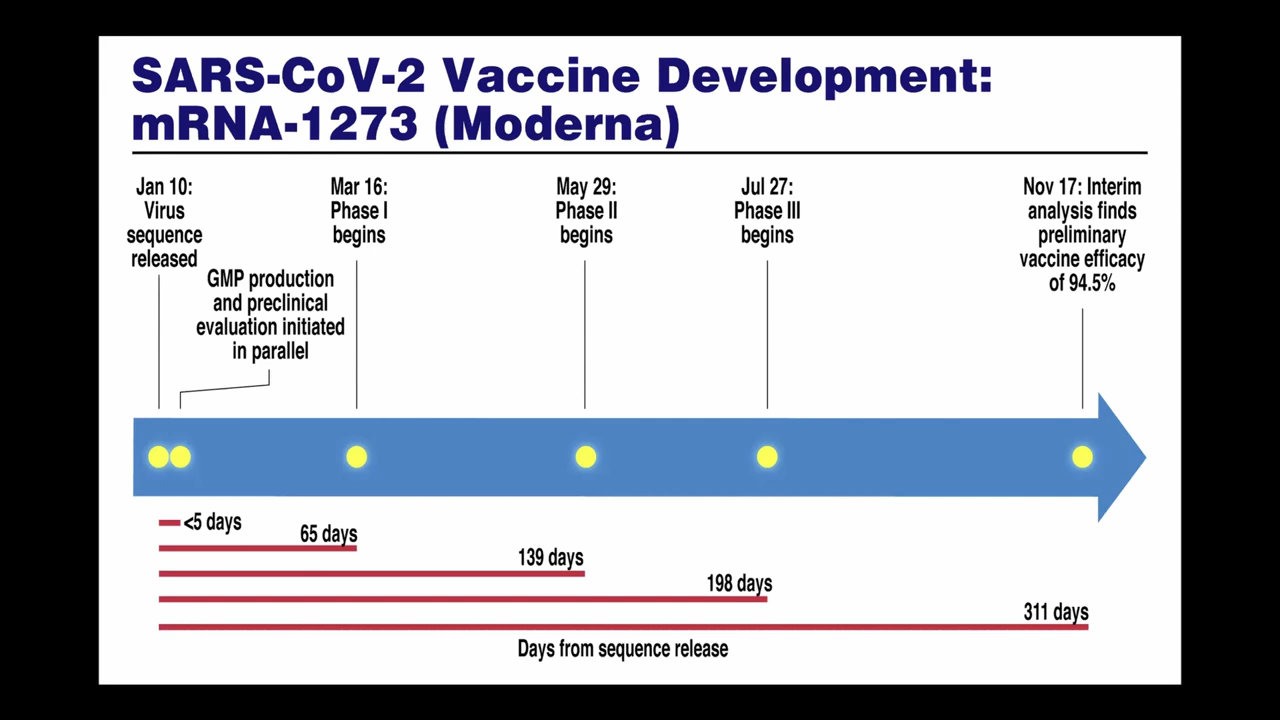 SARS-CoV-2 Vaccine Development:
mRNA-1273 (Moderna)
Jan 10:
Virus
sequence
released
GMP production
and preclinical
evaluation initiated
in parallel
Mar 16:
Phase I
begins
May 29:
Phase II
begins
Jul 27:
Phase III
begins
Nov 17: Interim
analysis finds
preliminary
vaccine efficacy
of 94.5%
<5 days
65 days
139 days
198 days
311 days
Days from sequence release